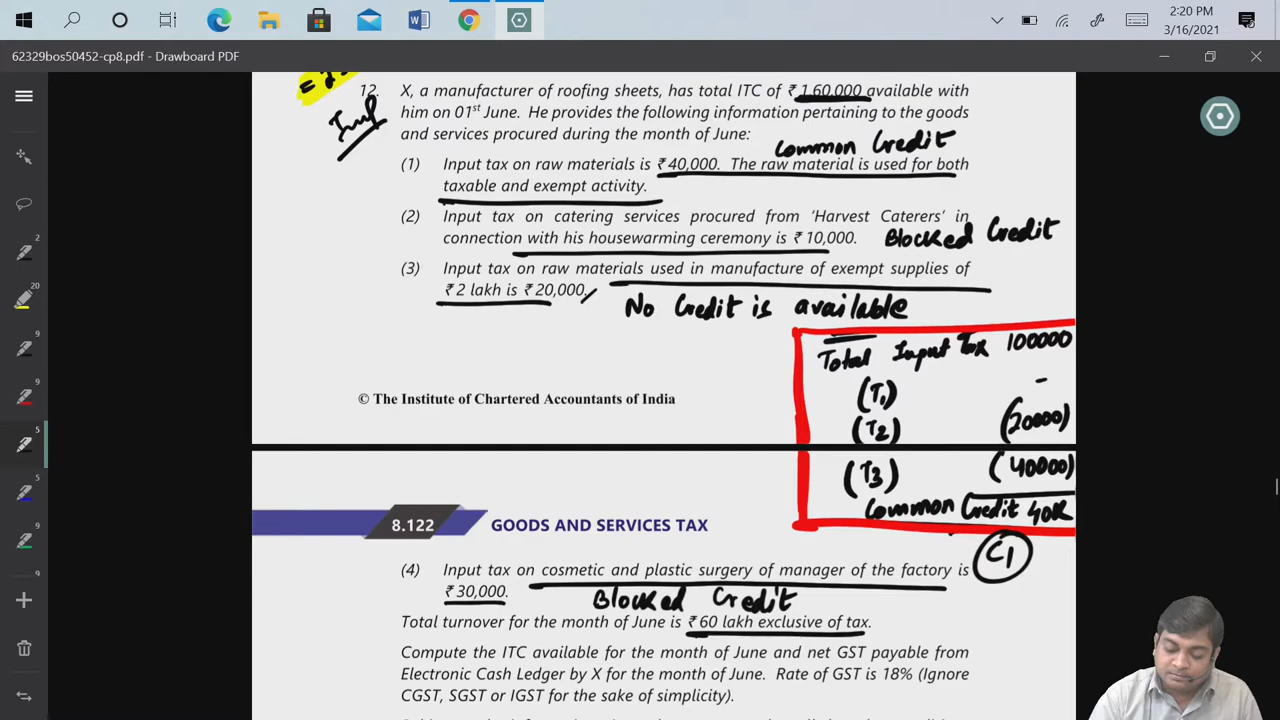 2:20 PM
3/16/2021
62329bos50452-cp8.pdf - Drawboard PDF
12. X, a manufacturer of roofing sheets, has total ITC of ₹ 1,60,000 available with
him on 01st June. He provides the following information pertaining to the goods
and services procured during the month of June:
Imp
Common Credit
(1) Input tax on raw materials is ₹ 40,000. The raw material is used for both
taxable and exempt activity.
(2) Input tax on catering services procured from 'Harvest Caterers' in
connection with his housewarming ceremony is ₹ 10,000. Blocked Credit
(3) Input tax on raw materials used in manufacture of exempt supplies of
₹ 2 lakh is ₹ 20,000.
No Credit is available
Total Input Tax 100000
(T1) -
(T2) (20000)
© The Institute of Chartered Accountants of India
(T3) (40000)
Common Credit 40K
C1
8.122 GOODS AND SERVICES TAX
(4) Input tax on cosmetic and plastic surgery of manager of the factory is
₹ 30,000. Blocked Credit
Total turnover for the month of June is ₹ 60 lakh exclusive of tax.
Compute the ITC available for the month of June and net GST payable from
Electronic Cash Ledger by X for the month of June. Rate of GST is 18% (Ignore
CGST, SGST or IGST for the sake of simplicity).
2
20
9
9
5
5
9